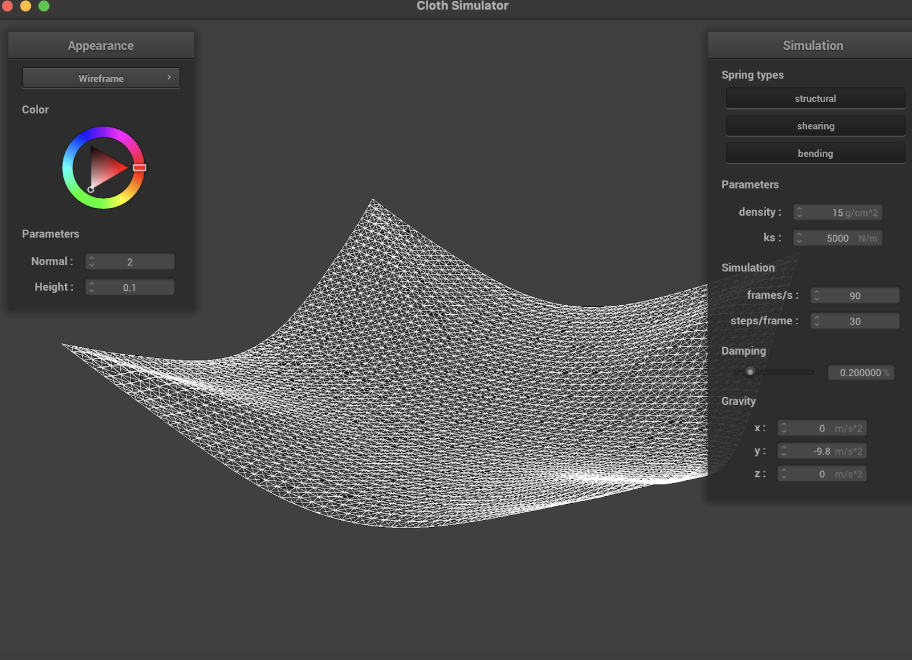 Cloth Simulator
Appearance
Wireframe
Color
Parameters
Normal : 2
Height : 0.1
Simulation
Spring types
structural
shearing
bending
Parameters
density : 15 g/cm^2
ks : 5000 N/m
Simulation
frames/s : 90
steps/frame : 30
Damping
0.200000 %
Gravity
x : 0 m/s^2
y : -9.8 m/s^2
z : 0 m/s^2